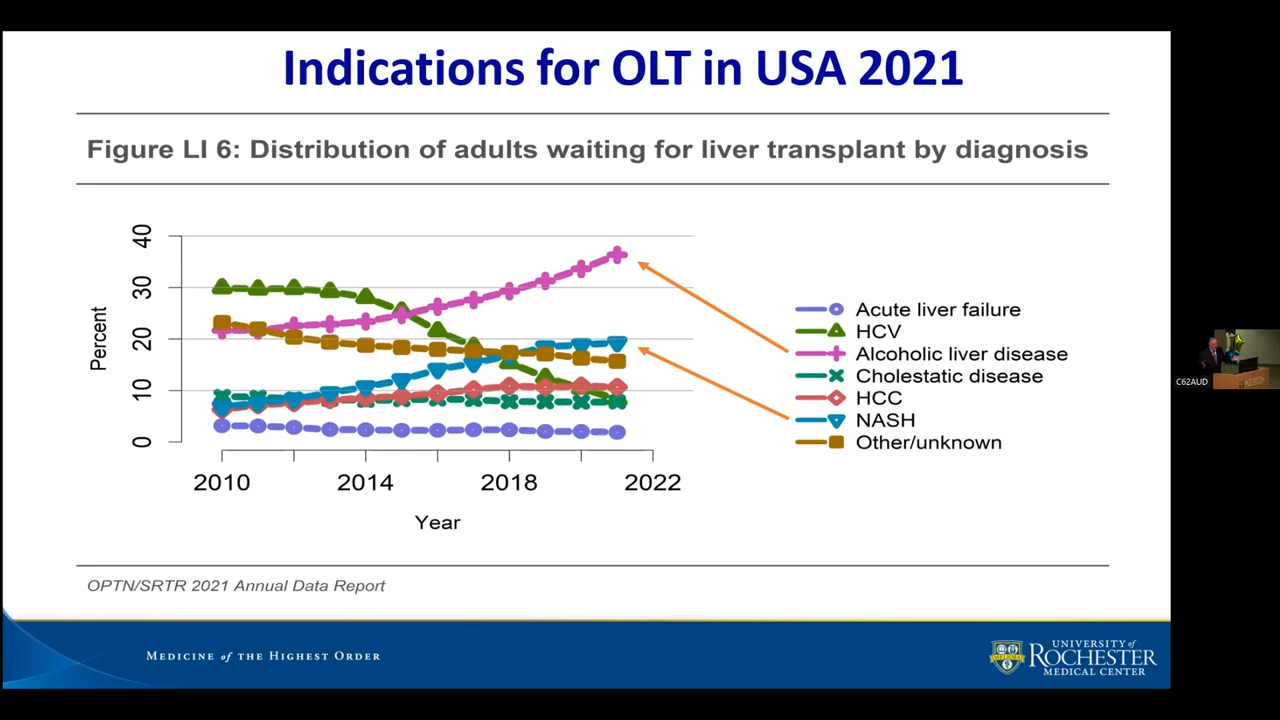 Indications for OLT in USA 2021
Figure LI 6: Distribution of adults waiting for liver transplant by diagnosis
40
30
20
10
0
Percent
2010
2014
2018
2022
Year
Acute liver failure
HCV
Alcoholic liver disease
Cholestatic disease
HCC
NASH
Other/unknown
C62AUD
OPTN/SRTR 2021 Annual Data Report
MEDICINE of THE HIGHEST ORDER
MELIORA
UNIVERSITY of
ROCHESTER
MEDICAL CENTER